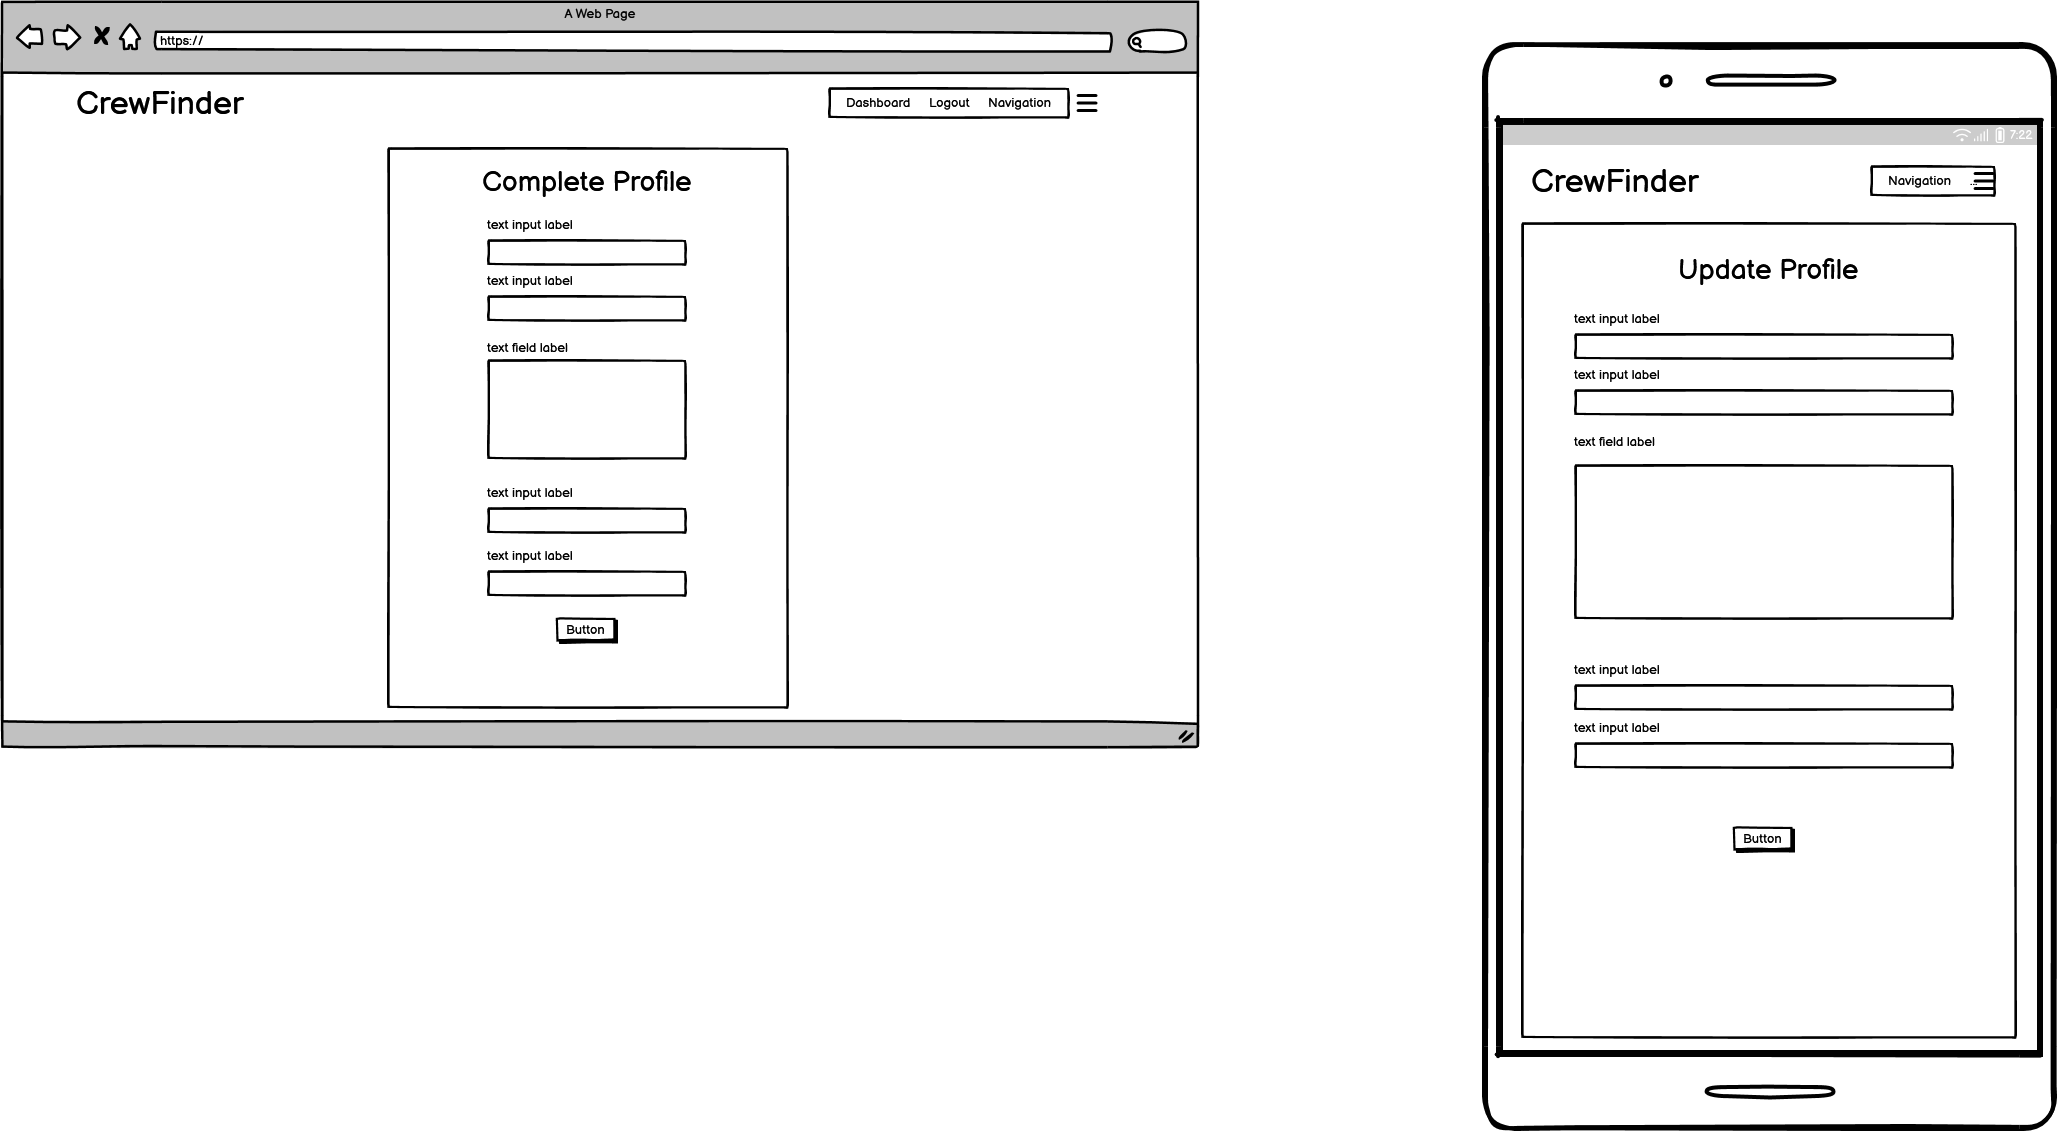 A Web Page
https://
CrewFinder
Dashboard Logout Navigation
Complete Profile
text input label
text input label
text field label
text input label
text input label
Button
7:22
CrewFinder
Navigation ...
Update Profile
text input label
text input label
text field label
text input label
text input label
Button